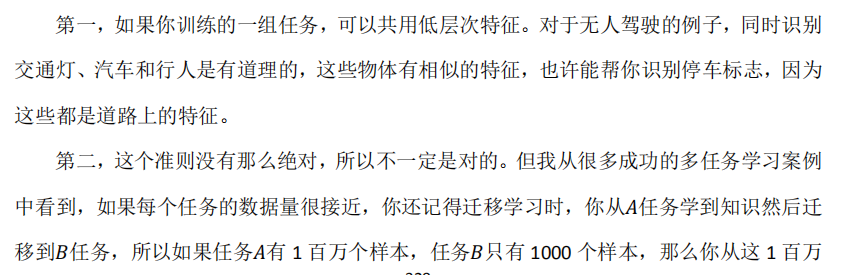 第一，如果你训练的一组任务，可以共用低层次特征。对于无人驾驶的例子，同时识别
交通灯、汽车和行人是有道理的，这些物体有相似的特征，也许能帮你识别停车标志，因为
这些都是道路上的特征。
第二，这个准则没有那么绝对，所以不一定是对的。但我从很多成功的多任务学习案例
中看到，如果每个任务的数据量很接近，你还记得迁移学习时，你从A任务学到知识然后迁
移到B任务，所以如果任务A有 1 百万个样本，任务B只有 1000 个样本，那么你从这 1 百万